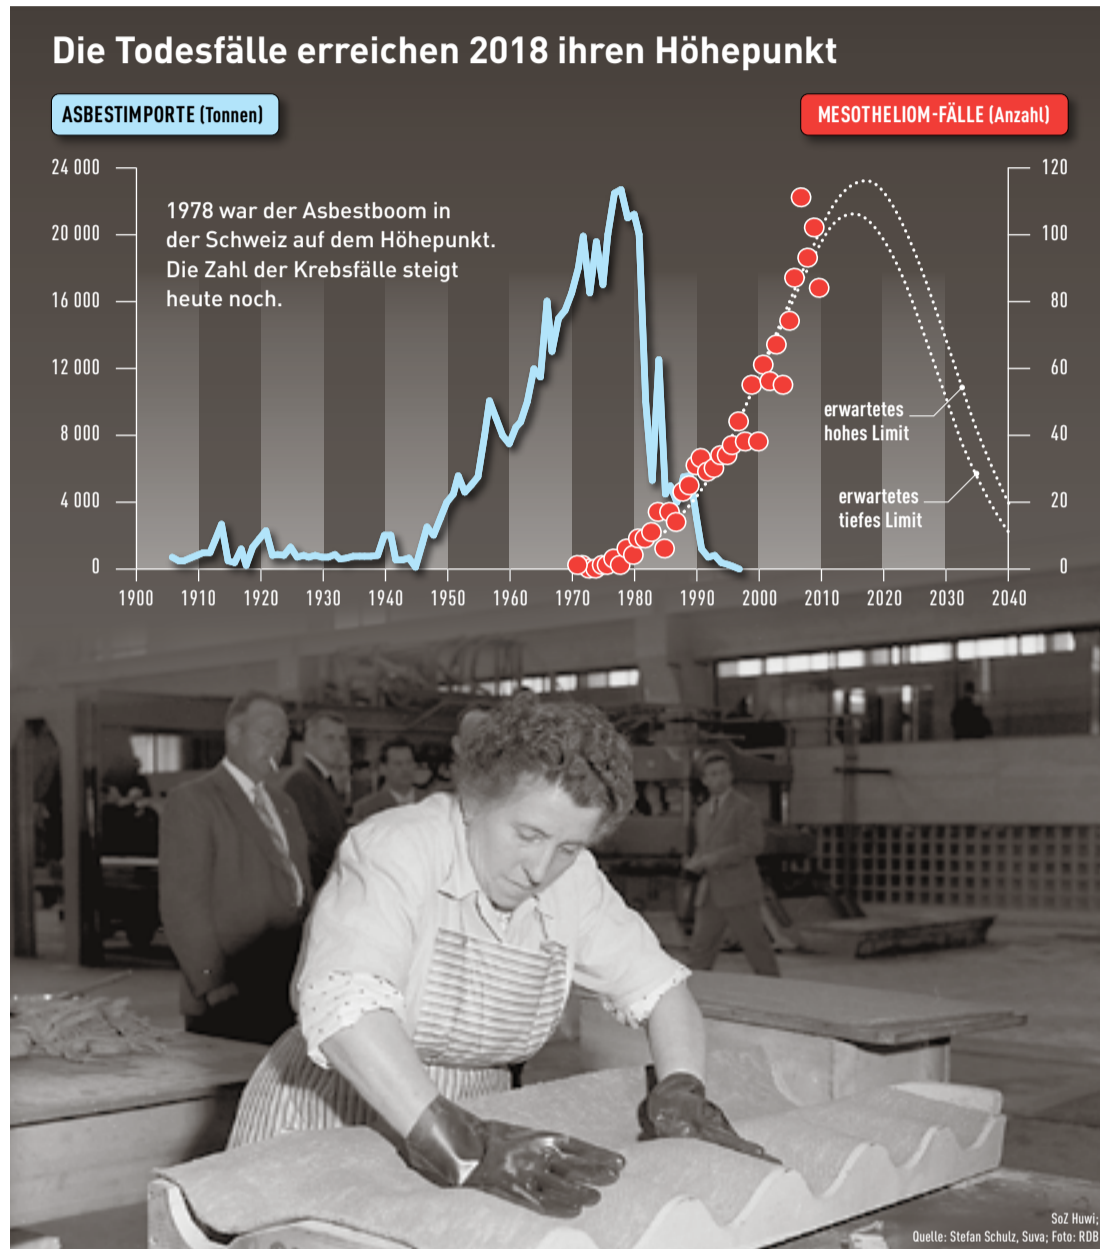 Die Todesfälle erreichen 2018 ihren Höhepunkt
ASBESTIMPORTE (Tonnen)
MESOTHELIOM-FÄLLE (Anzahl)
24 000
20 000
16 000
12 000
8 000
4 000
0
1978 war der Asbestboom in
der Schweiz auf dem Höhepunkt.
Die Zahl der Krebsfälle steigt
heute noch.
120
100
80
60
40
20
0
erwartetes
hohes Limit
erwartetes
tiefes Limit
1900 1910 1920 1930 1940 1950 1960 1970 1980 1990 2000 2010 2020 2030 2040
SoZ Huwi;
Quelle: Stefan Schulz, Suva; Foto: RDB